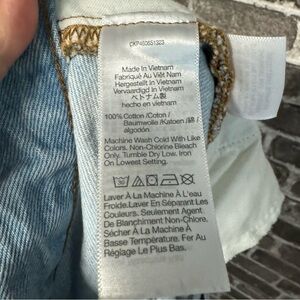 CKP460651323
Made In Vietnam
Fabriqué Au Viêt Nam
Hergestellt in Vietnam
Vervaardigd In Vietnam
ベトナム製
hecho en vietnam
100% Cotton /Coton /
Baumwolle /Katoen /綿 /
algodón
Machine Wash Cold With Like
Colors. Non-Chlorine Bleach
Only. Tumble Dry Low. Iron
On Lowest Setting.
Laver À La Machine À L'eau
Froide.Laver En Séparant Les
Couleurs. Seulement Agent
De Blanchiment Non-Chlore.
Sécher À La Machine À
Basse Température. Fer Au
Réglage Le Plus Bas.